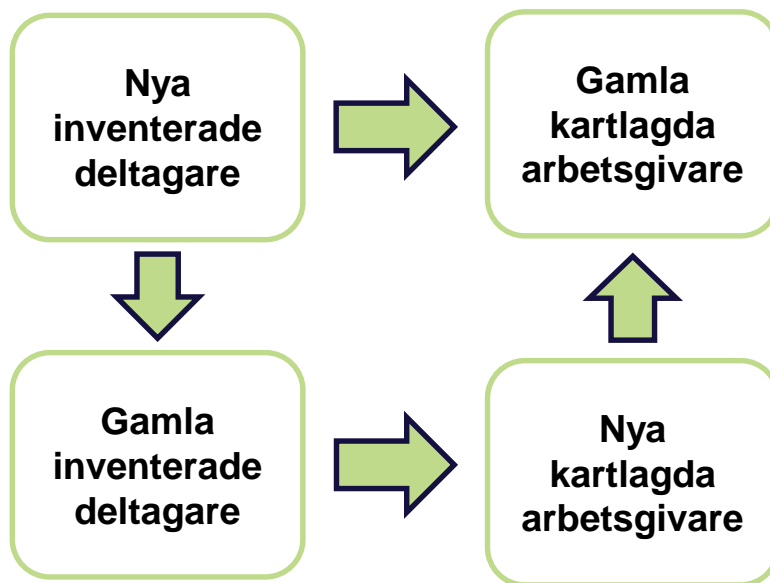 Nya
inventerade
deltagare
Gamla
kartlagda
arbetsgivare
Gamla
inventerade
deltagare
Nya
kartlagda
arbetsgivare